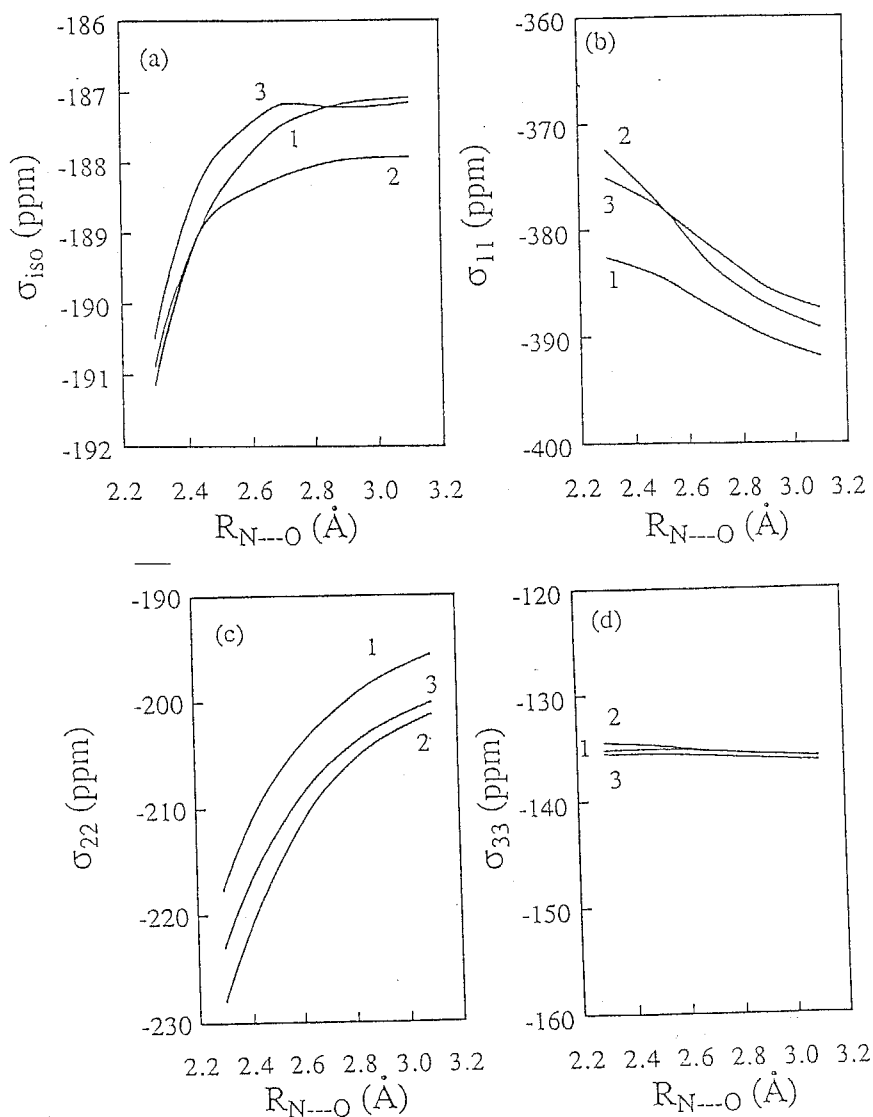 (a)
-186
-187
-188
-189
-190
-191
-192
σiso (ppm)
3
1
2
2.2 2.4 2.6 2.8 3.0 3.2
RN---O (Å)
(b)
-360
-370
-380
-390
-400
σ11 (ppm)
2
3
1
2.2 2.4 2.6 2.8 3.0 3.2
RN---O (Å)
(c)
-190
-200
-210
-220
-230
σ22 (ppm)
1
3
2
2.2 2.4 2.6 2.8 3.0 3.2
RN---O (Å)
(d)
-120
-130
-140
-150
-160
σ33 (ppm)
2
1
3
2.2 2.4 2.6 2.8 3.0 3.2
RN---O (Å)